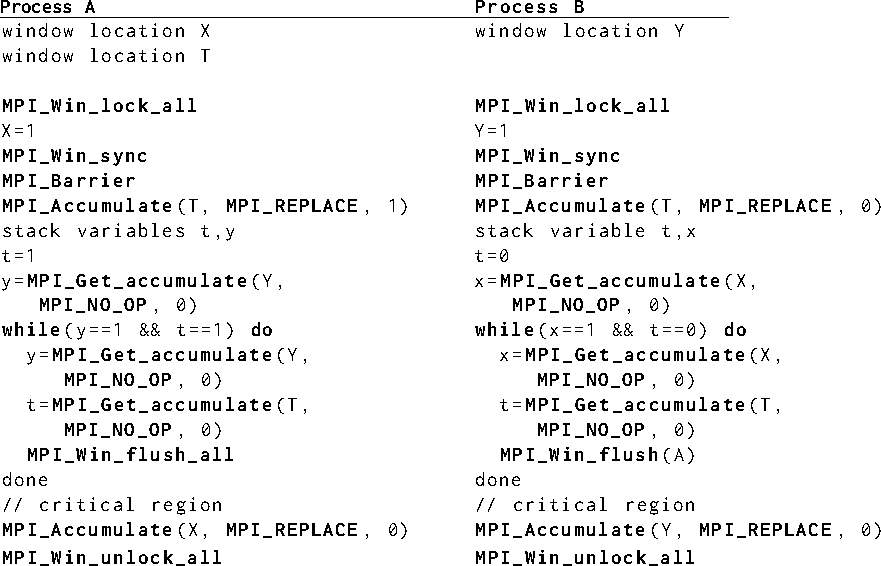 Process A Process B
window location X window location Y
window location T
MPI_Win_lock_all MPI_Win_lock_all
X=1 Y=1
MPI_Win_sync MPI_Win_sync
MPI_Barrier MPI_Barrier
MPI_Accumulate(T, MPI_REPLACE, 1) MPI_Accumulate(T, MPI_REPLACE, 0)
stack variables t,y stack variable t,x
t=1 t=0
y=MPI_Get_accumulate(Y, x=MPI_Get_accumulate(X,
MPI_NO_OP, 0) MPI_NO_OP, 0)
while(y==1 && t==1) do while(x==1 && t==0) do
y=MPI_Get_accumulate(Y, x=MPI_Get_accumulate(X,
MPI_NO_OP, 0) MPI_NO_OP, 0)
t=MPI_Get_accumulate(T, t=MPI_Get_accumulate(T,
MPI_NO_OP, 0) MPI_NO_OP, 0)
MPI_Win_flush_all MPI_Win_flush(A)
done done
// critical region // critical region
MPI_Accumulate(X, MPI_REPLACE, 0) MPI_Accumulate(Y, MPI_REPLACE, 0)
MPI_Win_unlock_all MPI_Win_unlock_all